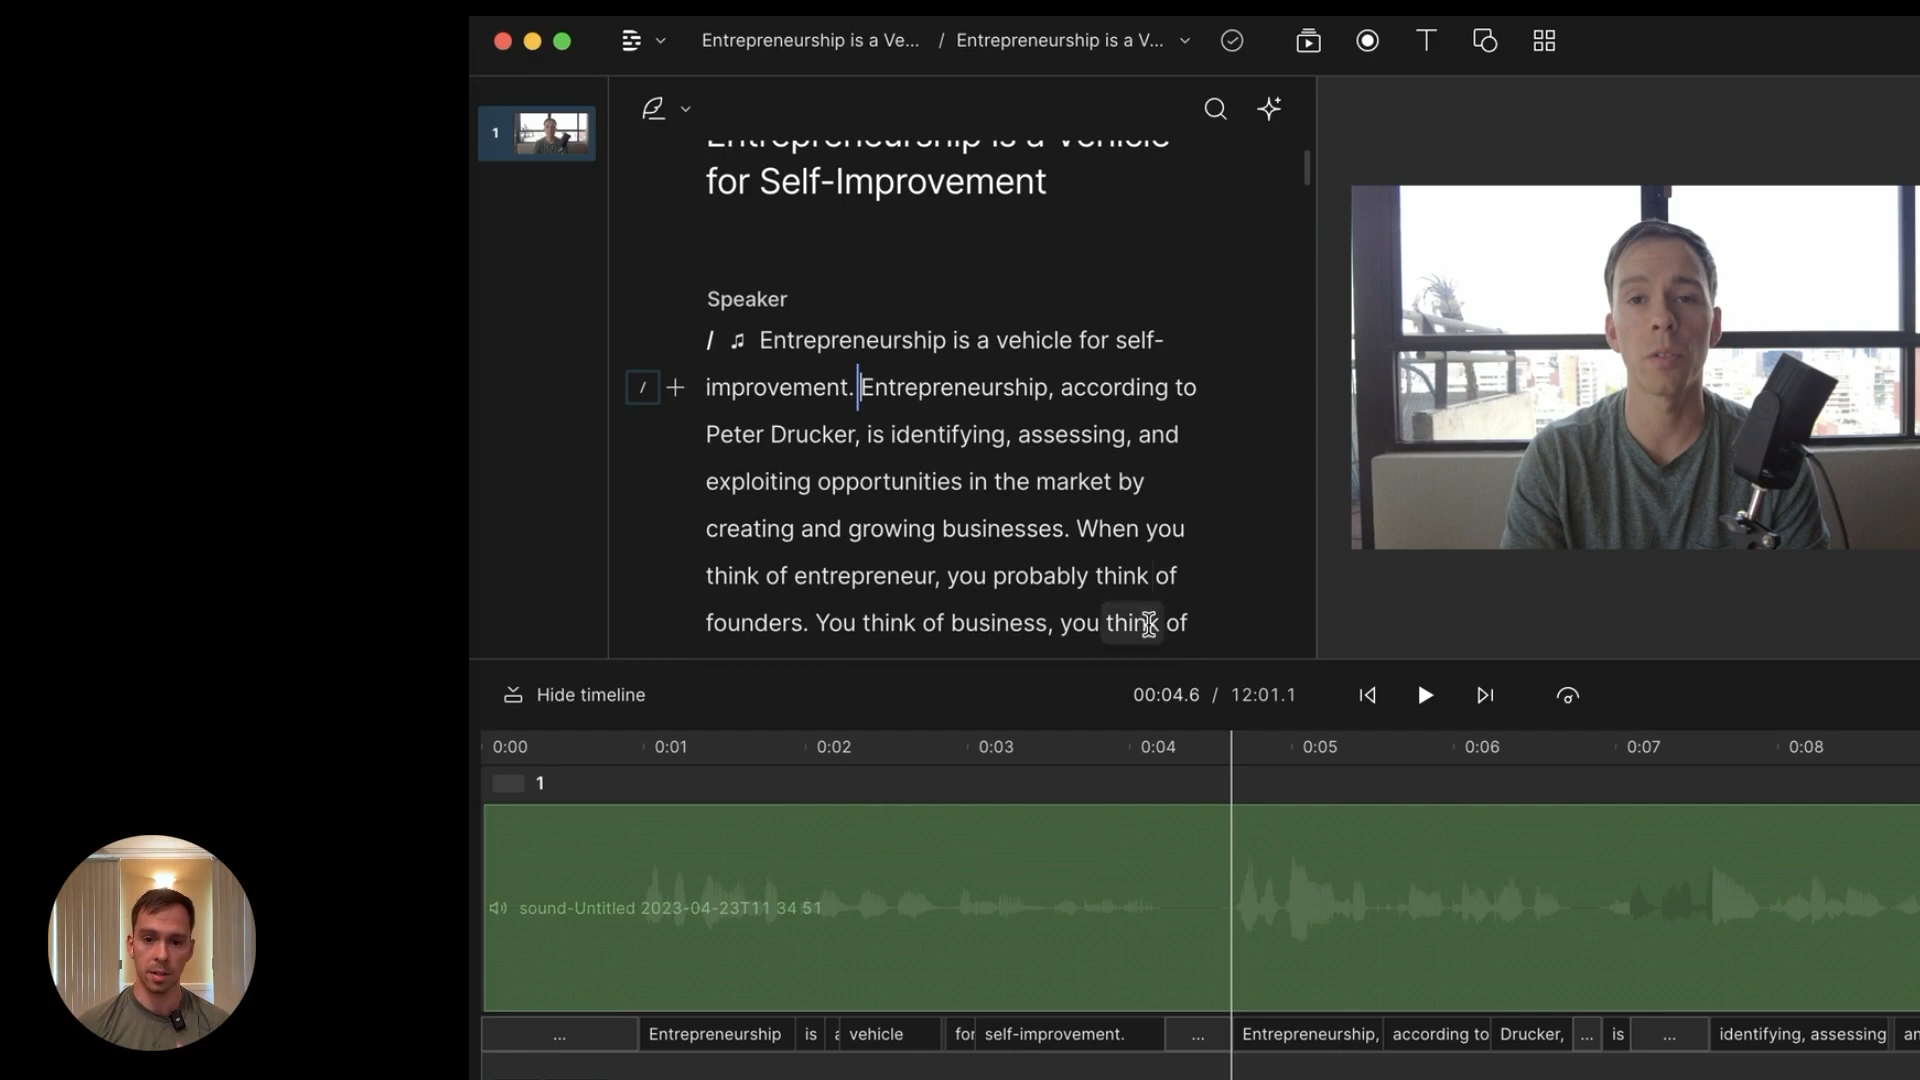 Entrepreneurship is a Ve... / Entrepreneurship is a V...
1
Entrepreneurship is a Vehicle
for Self-Improvement
Speaker
/ ♫ Entrepreneurship is a vehicle for self-
/ + improvement. Entrepreneurship, according to
Peter Drucker, is identifying, assessing, and
exploiting opportunities in the market by
creating and growing businesses. When you
think of entrepreneur, you probably think of
founders. You think of business, you think of
Hide timeline
00:04.6 / 12:01.1
0:00 0:01 0:02 0:03 0:04 0:05 0:06 0:07 0:08
1
sound-Untitled 2023-04-23T11 34 51
... Entrepreneurship is a vehicle for self-improvement. ... Entrepreneurship, according to Drucker, ... is ... identifying, assessing